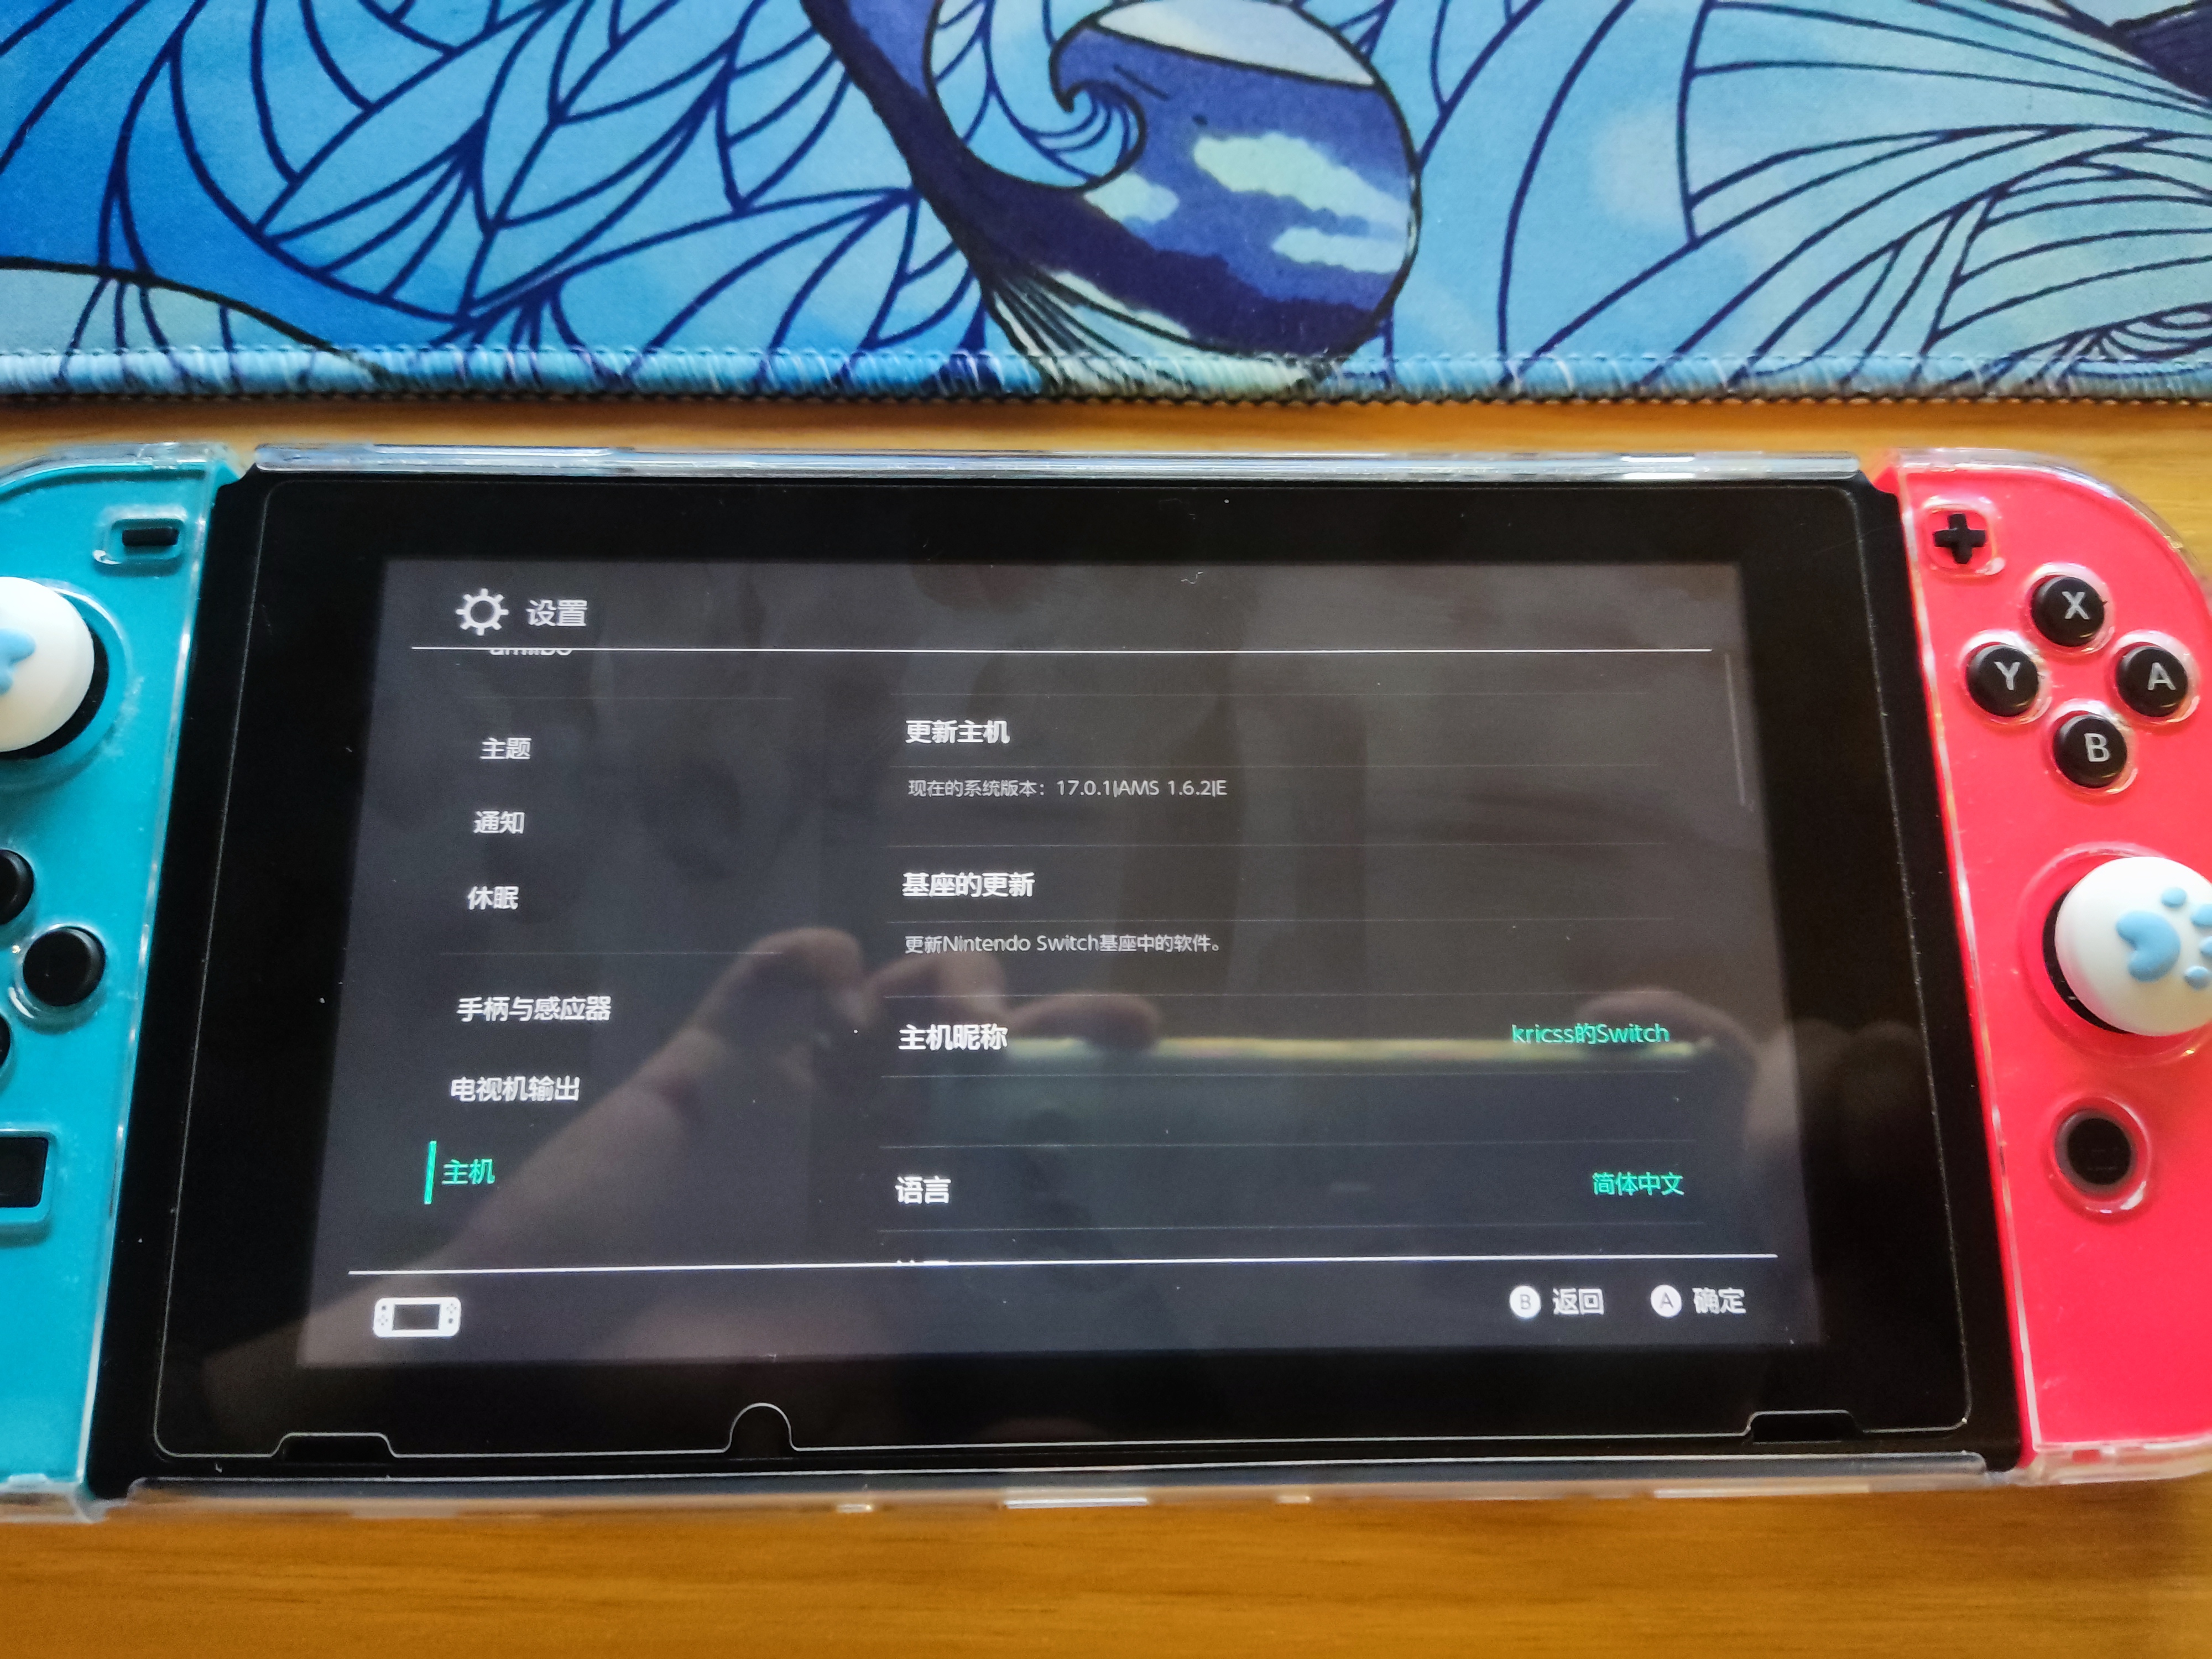 设置
amiibo
主题
通知
休眠
手柄与感应器
电视机输出
主机
更新主机
现在的系统版本：17.0.1|AMS 1.6.2|E
基座的更新
更新Nintendo Switch基座中的软件。
主机昵称 kricss的Switch
语言 简体中文
B 返回 A 确定
X
Y
A
B